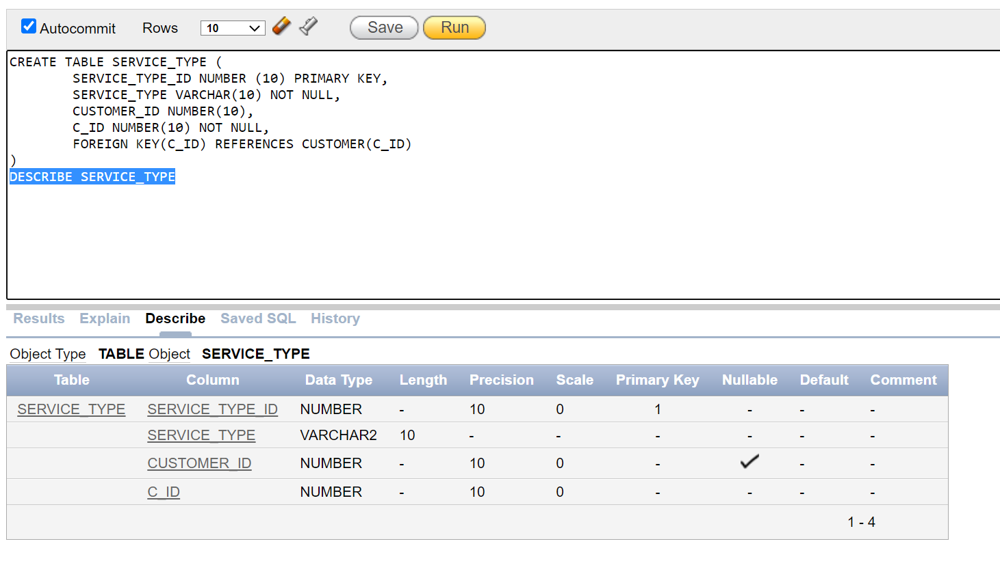 Autocommit Rows 10 Save Run
CREATE TABLE SERVICE_TYPE (
SERVICE_TYPE_ID NUMBER (10) PRIMARY KEY,
SERVICE_TYPE VARCHAR(10) NOT NULL,
CUSTOMER_ID NUMBER(10),
C_ID NUMBER(10) NOT NULL,
FOREIGN KEY(C_ID) REFERENCES CUSTOMER(C_ID)
)
DESCRIBE SERVICE_TYPE
Results Explain Describe Saved SQL History
Object Type TABLE Object SERVICE_TYPE
Table Column Data Type Length Precision Scale Primary Key Nullable Default Comment
SERVICE_TYPE SERVICE_TYPE_ID NUMBER - 10 0 1 - - -
SERVICE_TYPE VARCHAR2 10 - - - - - -
CUSTOMER_ID NUMBER - 10 0 - - -
C_ID NUMBER - 10 0 - - - -
1 - 4